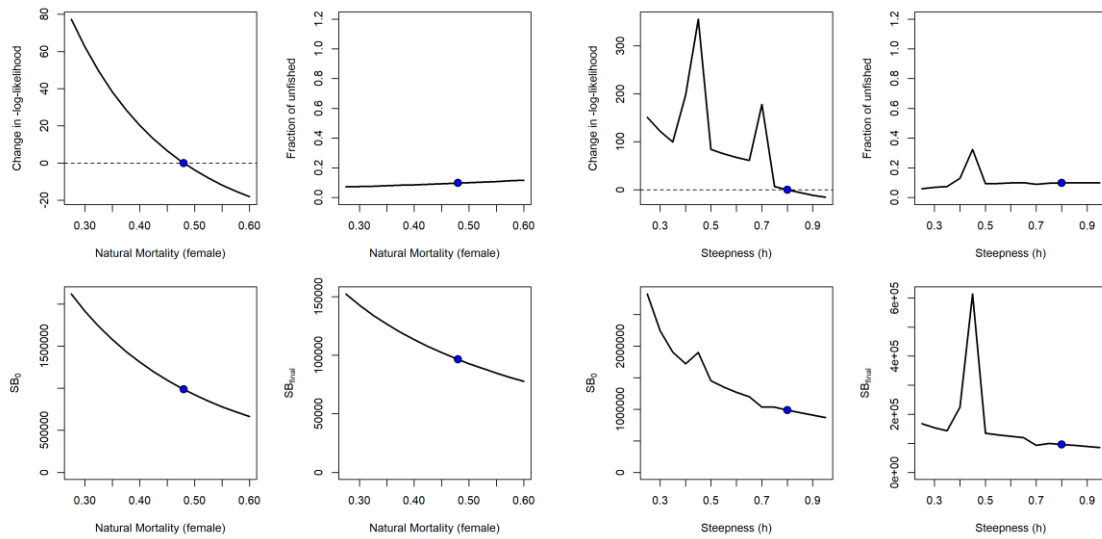 Change in -log-likelihood
80
60
40
20
0
-20
0.30 0.40 0.50 0.60
Natural Mortality (female)
Fraction of unfished
1.2
1.0
0.8
0.6
0.4
0.2
0.0
0.30 0.40 0.50 0.60
Natural Mortality (female)
Change in -log-likelihood
300
200
100
0
0.3 0.5 0.7 0.9
Steepness (h)
Fraction of unfished
1.2
1.0
0.8
0.6
0.4
0.2
0.0
0.3 0.5 0.7 0.9
Steepness (h)
SB0
1500000
500000
0
0.30 0.40 0.50 0.60
Natural Mortality (female)
SBfinal
150000
100000
50000
0
0.30 0.40 0.50 0.60
Natural Mortality (female)
SB0
2000000
1000000
0
0.3 0.5 0.7 0.9
Steepness (h)
SBfinal
6e+05
4e+05
2e+05
0e+00
0.3 0.5 0.7 0.9
Steepness (h)